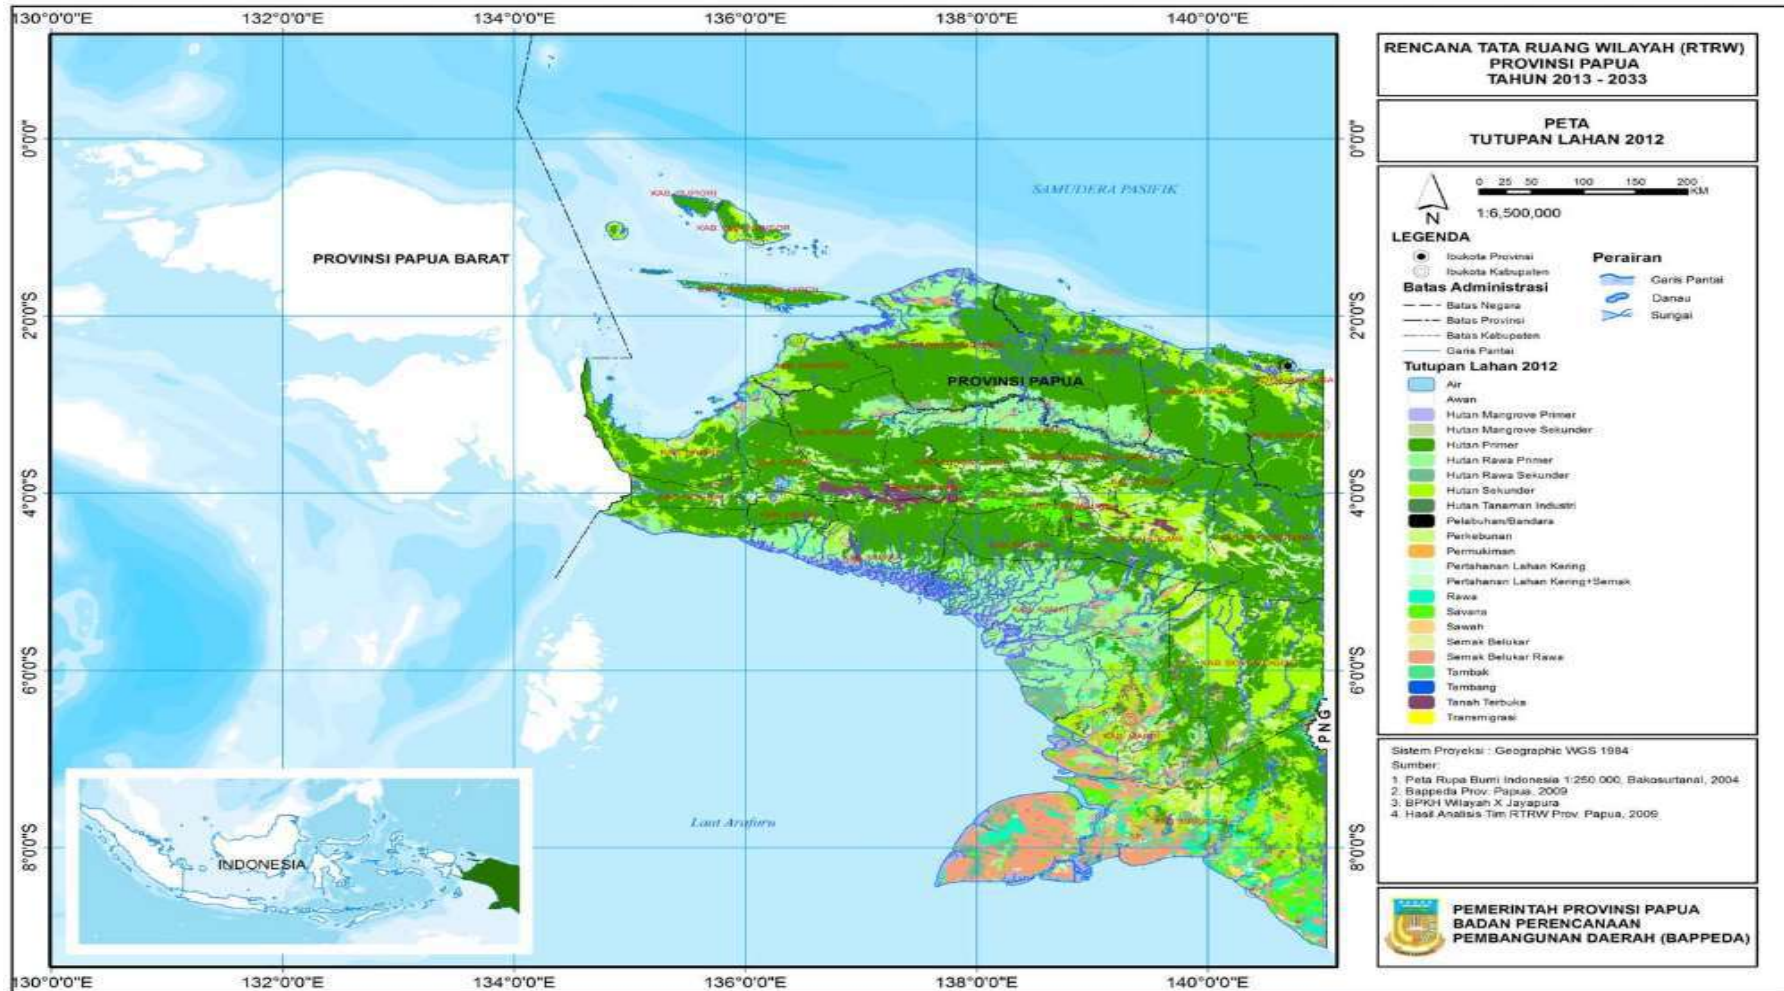 130°0'0"E 132°0'0"E 134°0'0"E 136°0'0"E 138°0'0"E 140°0'0"E
0°0'0"
2°0'0"S
4°0'0"S
6°0'0"S
8°0'0"S
SAMUDERA PASIFIK
PROVINSI PAPUA BARAT
PROVINSI PAPUA
PNG
Laut Arafuru
INDONESIA
0°0'0"
2°0'0"S
4°0'0"S
6°0'0"S
8°0'0"S
130°0'0"E 132°0'0"E 134°0'0"E 136°0'0"E 138°0'0"E 140°0'0"E
RENCANA TATA RUANG WILAYAH (RTRW)
PROVINSI PAPUA
TAHUN 2013 - 2033
PETA
TUTUPAN LAHAN 2012
0 25 50 100 150 200
KM
N
1:6,500,000
LEGENDA
Ibukota Provinsi
Ibukota Kabupaten
Batas Administrasi
Batas Negara
Batas Provinsi
Batas Kabupaten
Garis Pantai
Perairan
Garis Pantai
Danau
Sungai
Tutupan Lahan 2012
Air
Awan
Hutan Mangrove Primer
Hutan Mangrove Sekunder
Hutan Primer
Hutan Rawa Primer
Hutan Rawa Sekunder
Hutan Sekunder
Hutan Tanaman Industri
Pelabuhan/Bandara
Perkebunan
Permukiman
Pertahanan Lahan Kering
Pertahanan Lahan Kering+Semak
Rawa
Savana
Sawah
Semak Belukar
Semak Belukar Rawa
Tambak
Tambang
Tanah Terbuka
Transmigrasi
Sistem Proyeksi : Geographic WGS 1984
Sumber:
1. Peta Rupa Bumi Indonesia 1:250.000, Bakosurtanal, 2004
2. Bappeda Prov. Papua, 2009
3. BPKH Wilayah X Jayapura
4. Hasil Analisis Tim RTRW Prov. Papua, 2009
PEMERINTAH PROVINSI PAPUA
BADAN PERENCANAAN
PEMBANGUNAN DAERAH (BAPPEDA)